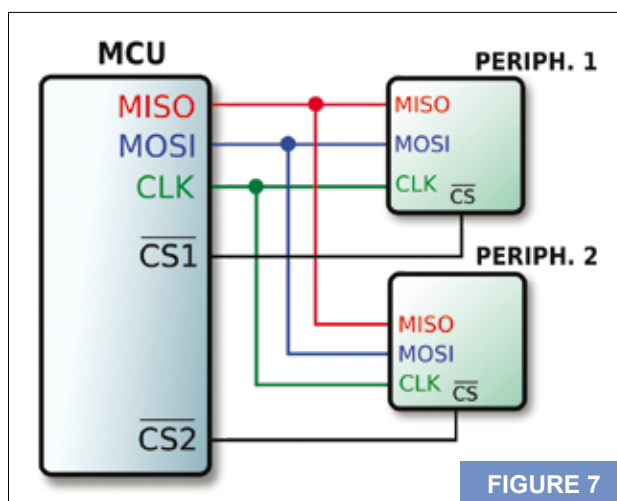 MCU
MISO
MOSI
CLK
CS1
CS2
PERIPH. 1
MISO
MOSI
CLK
CS
PERIPH. 2
MISO
MOSI
CLK
CS
FIGURE 7